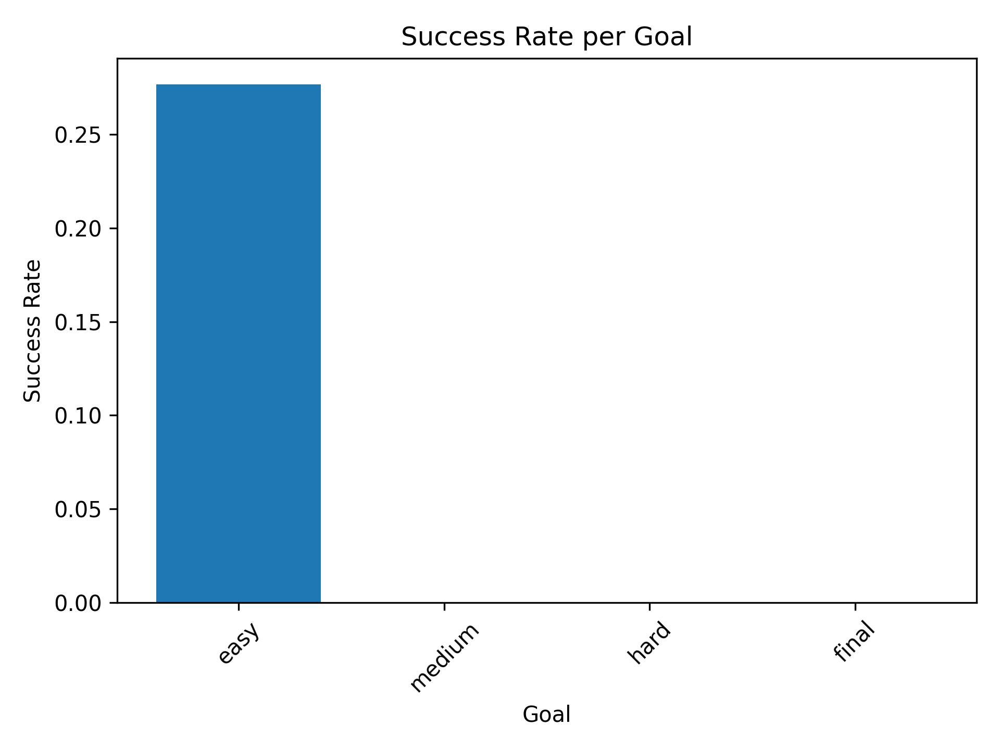 Success Rate per Goal
Success Rate
0.25
0.20
0.15
0.10
0.05
0.00
easy
medium
hard
final
Goal